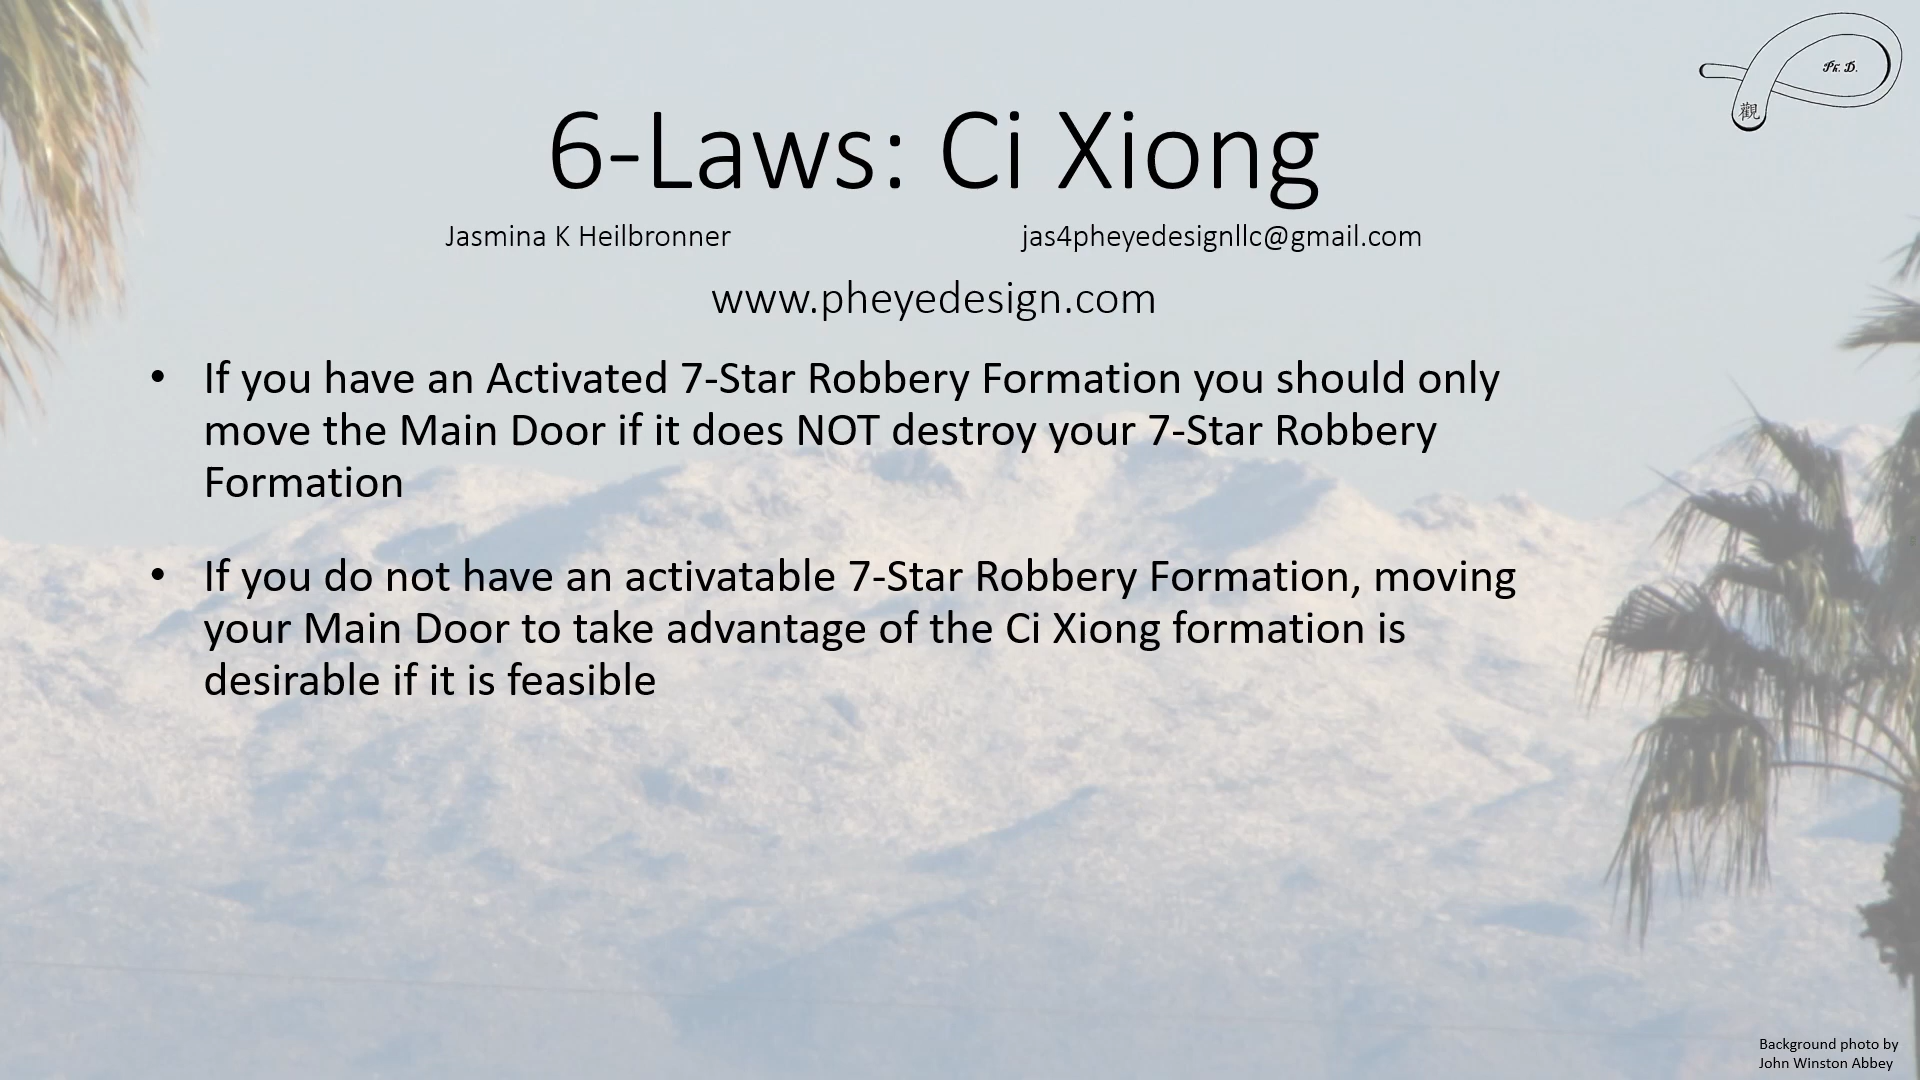 Ph. D.
觀
6-Laws: Ci Xiong
Jasmina K Heilbronner jas4pheyedesignllc@gmail.com
www.pheyedesign.com
• If you have an Activated 7-Star Robbery Formation you should only
move the Main Door if it does NOT destroy your 7-Star Robbery
Formation
• If you do not have an activatable 7-Star Robbery Formation, moving
your Main Door to take advantage of the Ci Xiong formation is
desirable if it is feasible
Background photo by
John Winston Abbey